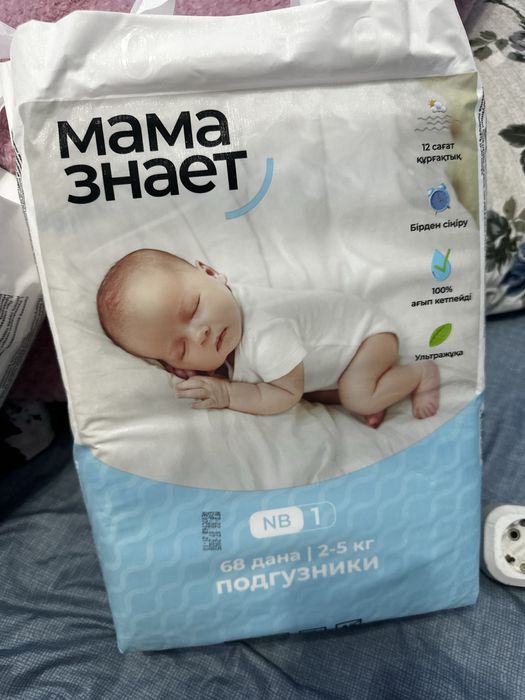 мама
знает
12 сағат
құрғақтық
Бірден сіңіру
100%
ағып кетпейді
Ультражұқа
NB 1
68 дана | 2-5 кг
подгузники